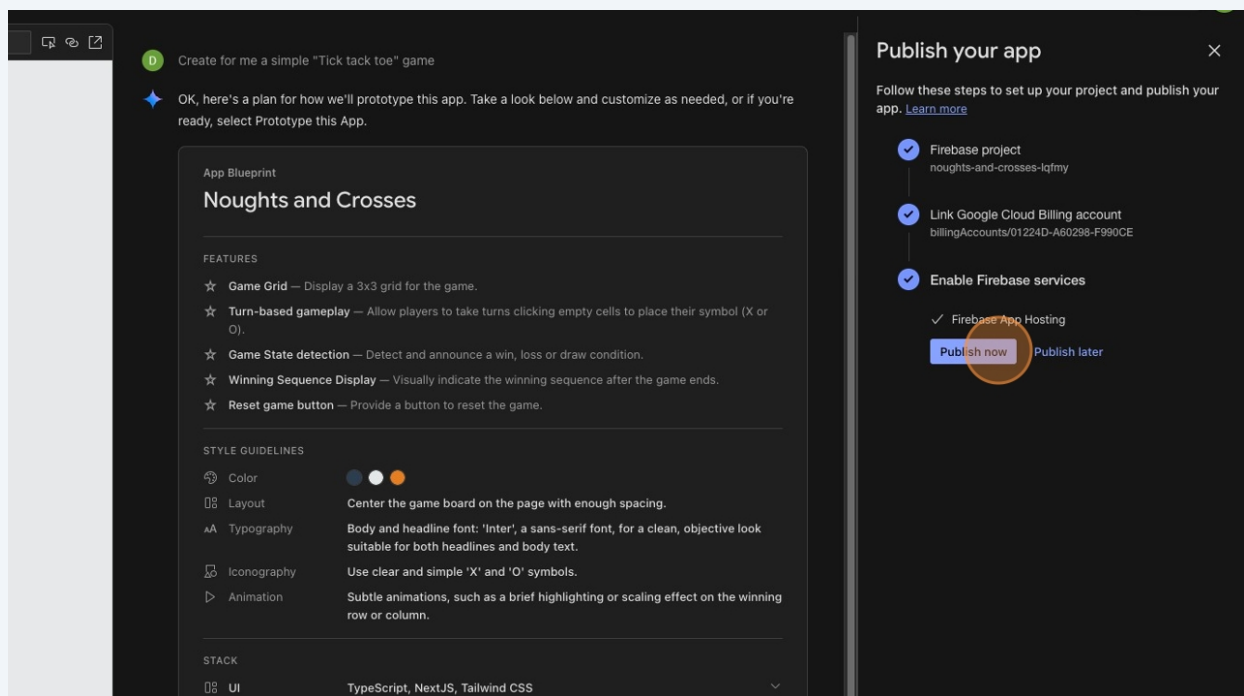 D
Create for me a simple "Tick tack toe" game
OK, here's a plan for how we'll prototype this app. Take a look below and customize as needed, or if you're
ready, select Prototype this App.
App Blueprint
Noughts and Crosses
FEATURES
Game Grid — Display a 3x3 grid for the game.
Turn-based gameplay — Allow players to take turns clicking empty cells to place their symbol (X or
O).
Game State detection — Detect and announce a win, loss or draw condition.
Winning Sequence Display — Visually indicate the winning sequence after the game ends.
Reset game button — Provide a button to reset the game.
STYLE GUIDELINES
Color
Layout Center the game board on the page with enough spacing.
AA Typography Body and headline font: 'Inter', a sans-serif font, for a clean, objective look
suitable for both headlines and body text.
Iconography Use clear and simple 'X' and 'O' symbols.
Animation Subtle animations, such as a brief highlighting or scaling effect on the winning
row or column.
STACK
UI TypeScript, NextJS, Tailwind CSS
Publish your app
Follow these steps to set up your project and publish your
app. Learn more
Firebase project
noughts-and-crosses-lqfmy
Link Google Cloud Billing account
billingAccounts/01224D-A60298-F990CE
Enable Firebase services
Firebase App Hosting
Publish now Publish later